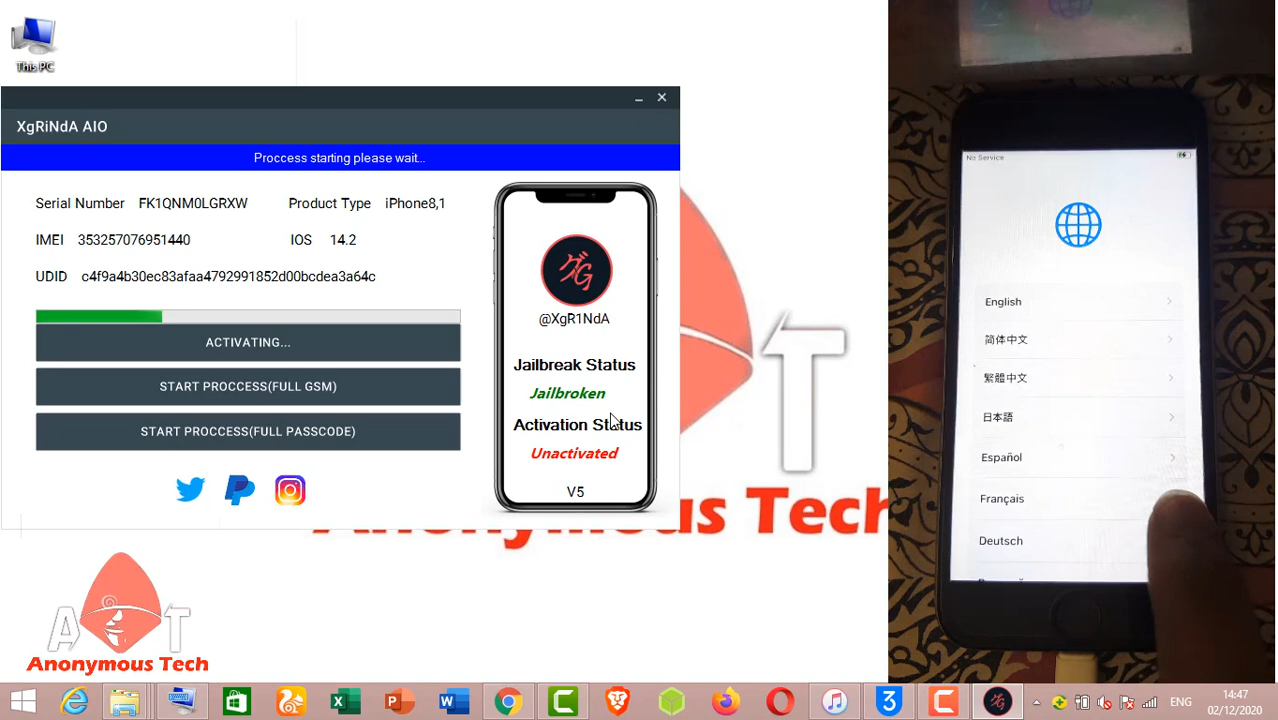 This PC
XgRiNdA AIO
Proccess starting please wait...
Serial Number FK1QNM0LGRXW Product Type iPhone8,1
IMEI 353257076951440 IOS 14.2
UDID c4f9a4b30ec83afaa4792991852d00bcdea3a64c
ACTIVATING...
START PROCCESS(FULL GSM)
START PROCCESS(FULL PASSCODE)
@XgR1NdA
Jailbreak Status
Jailbroken
Activation Status
Unactivated
V5
T
Anonymous Tech
A T
Anonymous Tech
No Service
English
简体中文
繁體中文
日本語
Español
Français
Deutsch
ENG
14:47
02/12/2020